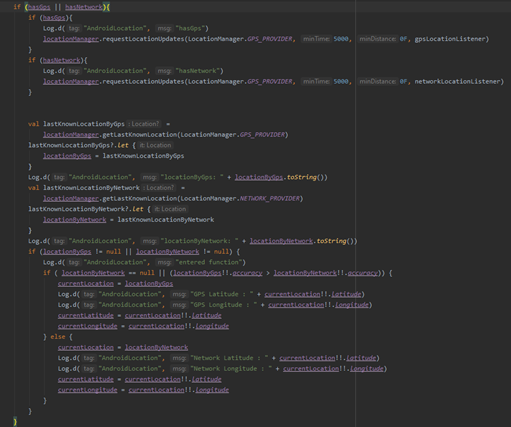 if (hasGps || hasNetwork){
if (hasGps){
Log.d( tag: "AndroidLocation", msg: "hasGps")
locationManager.requestLocationUpdates(LocationManager.GPS_PROVIDER, minTime: 5000, minDistance: 0F, gpsLocationListener)
}
if (hasNetwork){
Log.d( tag: "AndroidLocation", msg: "hasNetwork")
locationManager.requestLocationUpdates(LocationManager.GPS_PROVIDER, minTime: 5000, minDistance: 0F, networkLocationListener)
}
val lastKnownLocationByGps : Location? =
locationManager.getLastKnownLocation(LocationManager.GPS_PROVIDER)
lastKnownLocationByGps?.let { it: Location
locationByGps = lastKnownLocationByGps
}
Log.d( tag: "AndroidLocation", msg: "locationByGps: " + locationByGps.toString())
val lastKnownLocationByNetwork : Location? =
locationManager.getLastKnownLocation(LocationManager.NETWORK_PROVIDER)
lastKnownLocationByNetwork?.let { it: Location
locationByNetwork = lastKnownLocationByNetwork
}
Log.d( tag: "AndroidLocation", msg: "locationByNetwork: " + locationByNetwork.toString())
if (locationByGps != null || locationByNetwork != null) {
Log.d( tag: "AndroidLocation", msg: "entered function")
if ( locationByNetwork == null || (locationByGps!!.accuracy > locationByNetwork!!.accuracy)) {
currentLocation = locationByGps
Log.d( tag: "AndroidLocation", msg: "GPS Latitude : " + currentLocation!!.latitude)
Log.d( tag: "AndroidLocation", msg: "GPS Longitude : " + currentLocation!!.longitude)
currentLatitude = currentLocation!!.latitude
currentLongitude = currentLocation!!.longitude
} else {
currentLocation = locationByNetwork
Log.d( tag: "AndroidLocation", msg: "Network Latitude : " + currentLocation!!.latitude)
Log.d( tag: "AndroidLocation", msg: "Network Longitude : " + currentLocation!!.longitude)
currentLatitude = currentLocation!!.latitude
currentLongitude = currentLocation!!.longitude
}
}
}